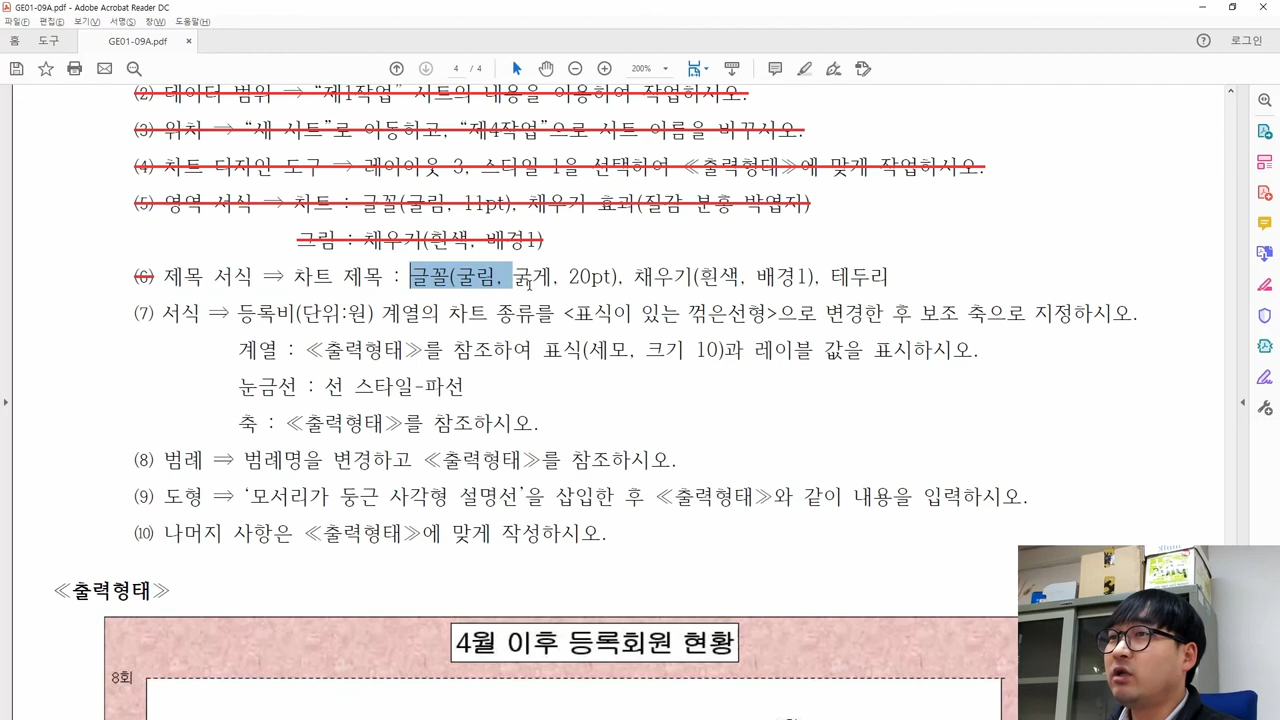 GE01-09A.pdf - Adobe Acrobat Reader DC
파일(F) 편집(E) 보기(V) 서명(S) 창(W) 도움말(H)
홈 도구 GE01-09A.pdf × 로그인
4 / 4 200%
(2) 데이터 범위 ⇒ “제1작업” 시트의 내용을 이용하여 작업하시오.
(3) 위치 ⇒ “새 시트”로 이동하고, “제4작업”으로 시트 이름을 바꾸시오.
(4) 차트 디자인 도구 ⇒ 레이아웃 3, 스타일 1을 선택하여 ≪출력형태≫에 맞게 작업하시오.
(5) 영역 서식 ⇒ 차트 : 글꼴(굴림, 11pt), 채우기 효과(질감-분홍 박엽지)
그림 : 채우기(흰색, 배경1)
(6) 제목 서식 ⇒ 차트 제목 : 글꼴(굴림, 굵게, 20pt), 채우기(흰색, 배경1), 테두리
(7) 서식 ⇒ 등록비(단위:원) 계열의 차트 종류를 <표식이 있는 꺾은선형>으로 변경한 후 보조 축으로 지정하시오.
계열 : ≪출력형태≫를 참조하여 표식(세모, 크기 10)과 레이블 값을 표시하시오.
눈금선 : 선 스타일-파선
축 : ≪출력형태≫를 참조하시오.
(8) 범례 ⇒ 범례명을 변경하고 ≪출력형태≫를 참조하시오.
(9) 도형 ⇒ ‘모서리가 둥근 사각형 설명선’을 삽입한 후 ≪출력형태≫와 같이 내용을 입력하시오.
(10) 나머지 사항은 ≪출력형태≫에 맞게 작성하시오.
≪출력형태≫
4월 이후 등록회원 현황
8회